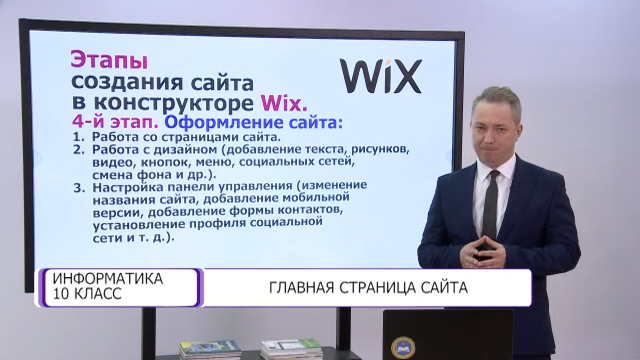 Этапы
создания сайта
в конструкторе Wix.
WiX
4-й этап. Оформление сайта:
1. Работа со страницами сайта.
2. Работа с дизайном (добавление текста, рисунков,
видео, кнопок, меню, социальных сетей,
смена фона и др.).
3. Настройка панели управления (изменение
названия сайта, добавление мобильной
версии, добавление формы контактов,
установление профиля социальной
сети и т. д.).
ИНФОРМАТИКА
10 КЛАСС
ГЛАВНАЯ СТРАНИЦА САЙТА